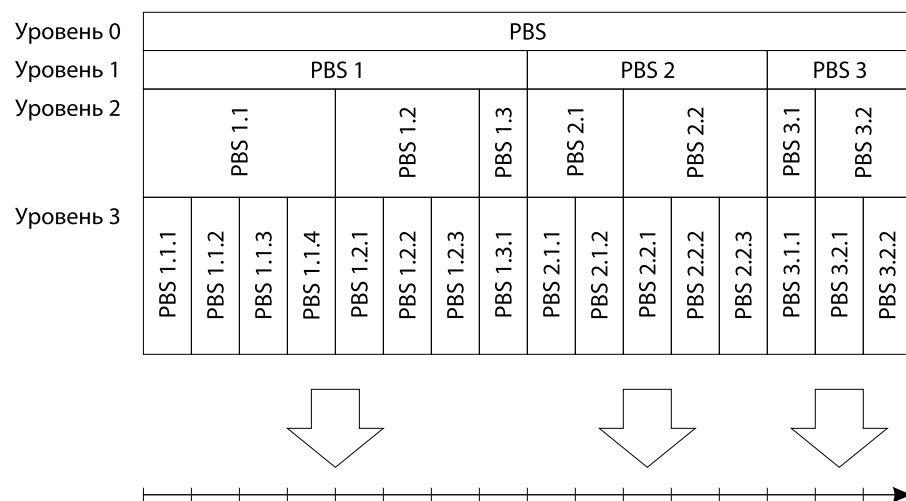 Уровень 0
PBS
Уровень 1
PBS 1
PBS 2
PBS 3
Уровень 2
PBS 1.1
PBS 1.2
PBS 1.3
PBS 2.1
PBS 2.2
PBS 3.1
PBS 3.2
Уровень 3
PBS 1.1.1
PBS 1.1.2
PBS 1.1.3
PBS 1.1.4
PBS 1.2.1
PBS 1.2.2
PBS 1.2.3
PBS 1.3.1
PBS 2.1.1
PBS 2.1.2
PBS 2.2.1
PBS 2.2.2
PBS 2.2.3
PBS 3.1.1
PBS 3.2.1
PBS 3.2.2